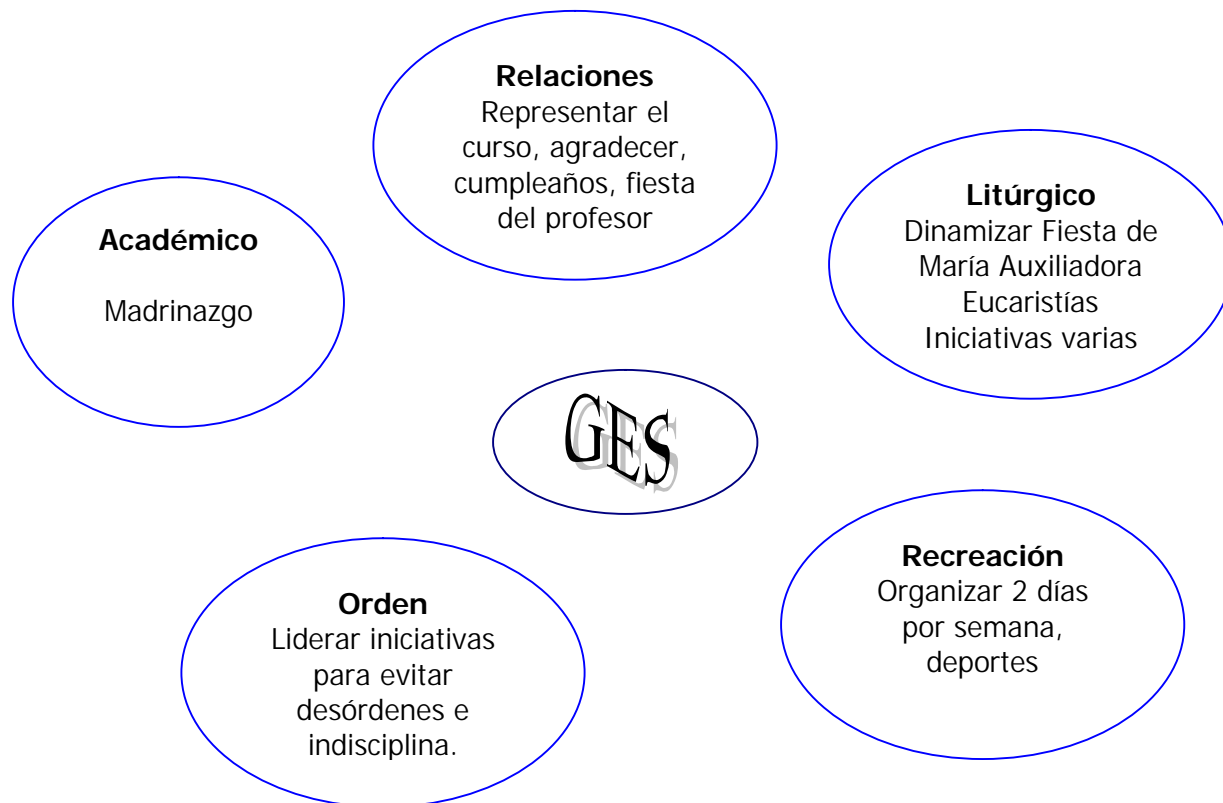 Relaciones
Representar el
curso, agradecer,
cumpleaños, fiesta
del profesor
Litúrgico
Dinamizar Fiesta de
María Auxiliadora
Eucaristías
Iniciativas varias
Académico
Madrinazgo
GES
Recreación
Organizar 2 días
por semana,
deportes
Orden
Liderar iniciativas
para evitar
desórdenes e
indisciplina.